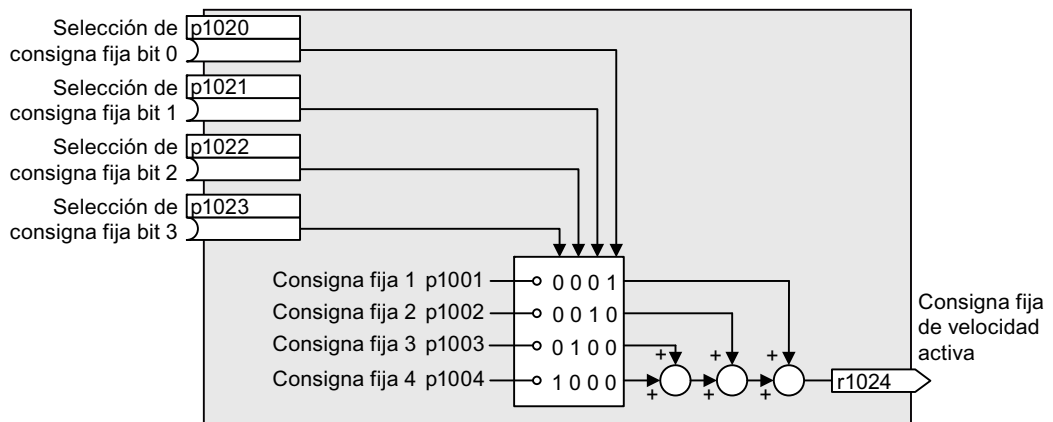 Selección de p1020
consigna fija bit 0
Selección de p1021
consigna fija bit 1
Selección de p1022
consigna fija bit 2
Selección de p1023
consigna fija bit 3
Consigna fija 1 p1001 0 0 0 1
Consigna fija 2 p1002 0 0 1 0
Consigna fija 3 p1003 0 1 0 0
Consigna fija 4 p1004 1 0 0 0
+ + +
+ + +
r1024
Consigna fija
de velocidad
activa